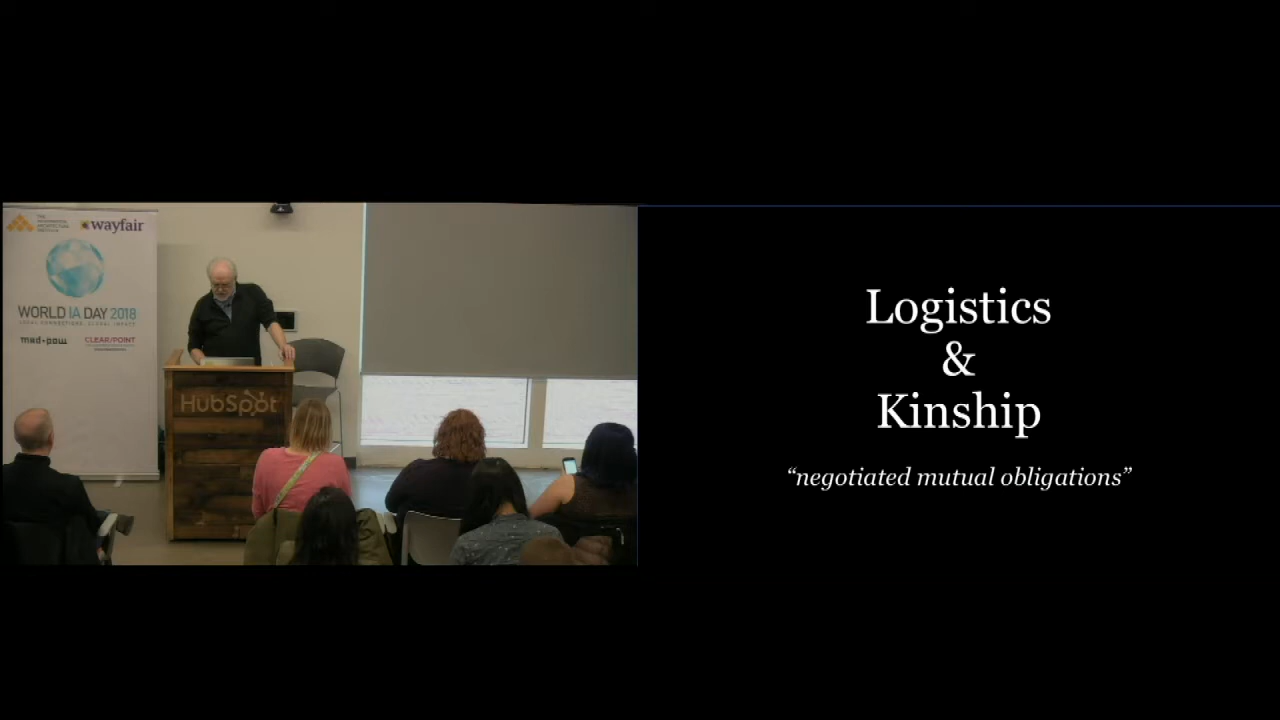 THE
INFORMATION
ARCHITECTURE
INSTITUTE
wayfair
WORLD IA DAY 2018
LOCAL CONNECTIONS. GLOBAL IMPACT.
mad*pow
CLEAR/POINT
HubSpot
Logistics
&
Kinship
“negotiated mutual obligations”